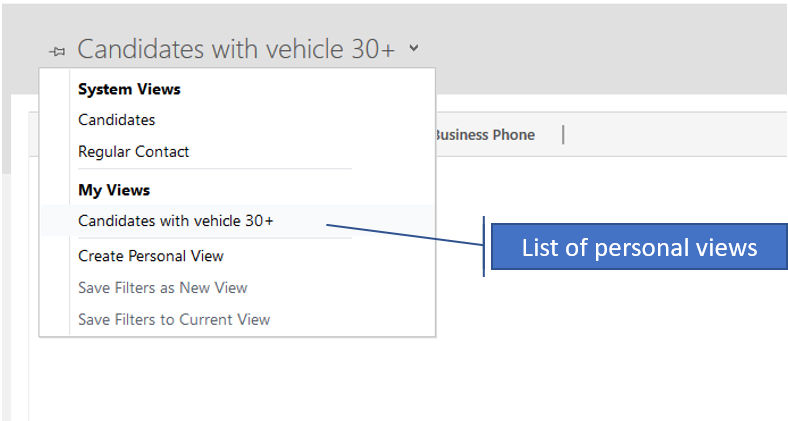 Candidates with vehicle 30+
System Views
Candidates
Regular Contact
Business Phone
My Views
Candidates with vehicle 30+
List of personal views
Create Personal View
Save Filters as New View
Save Filters to Current View